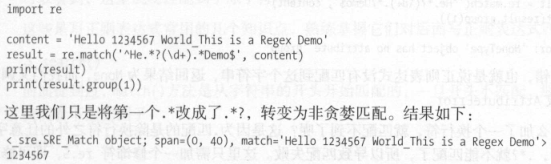 import re
content = 'Hello 1234567 World_This is a Regex Demo'
result = re.match('^He.*?(\d+).*Demo$', content)
print(result)
print(result.group(1))
这里我们只是将第一个.*改成了.*?，转变为非贪婪匹配。结果如下：
<_sre.SRE_Match object; span=(0, 40), match='Hello 1234567 World_This is a Regex Demo'>
1234567